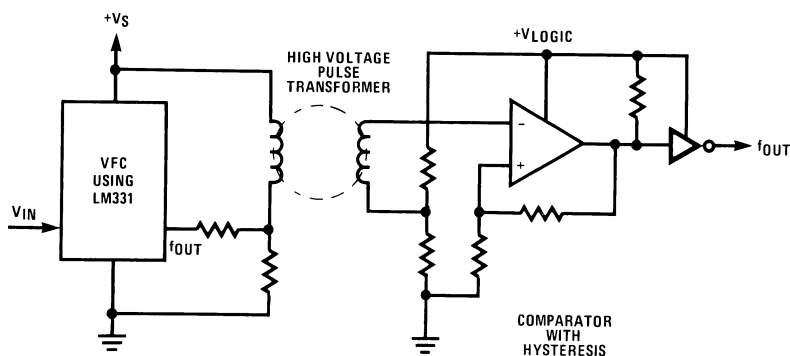 +VS
HIGH VOLTAGE
PULSE
TRANSFORMER
+VLOGIC
VFC
USING
LM331
VIN
fOUT
-
+
fOUT
COMPARATOR
WITH
HYSTERESIS